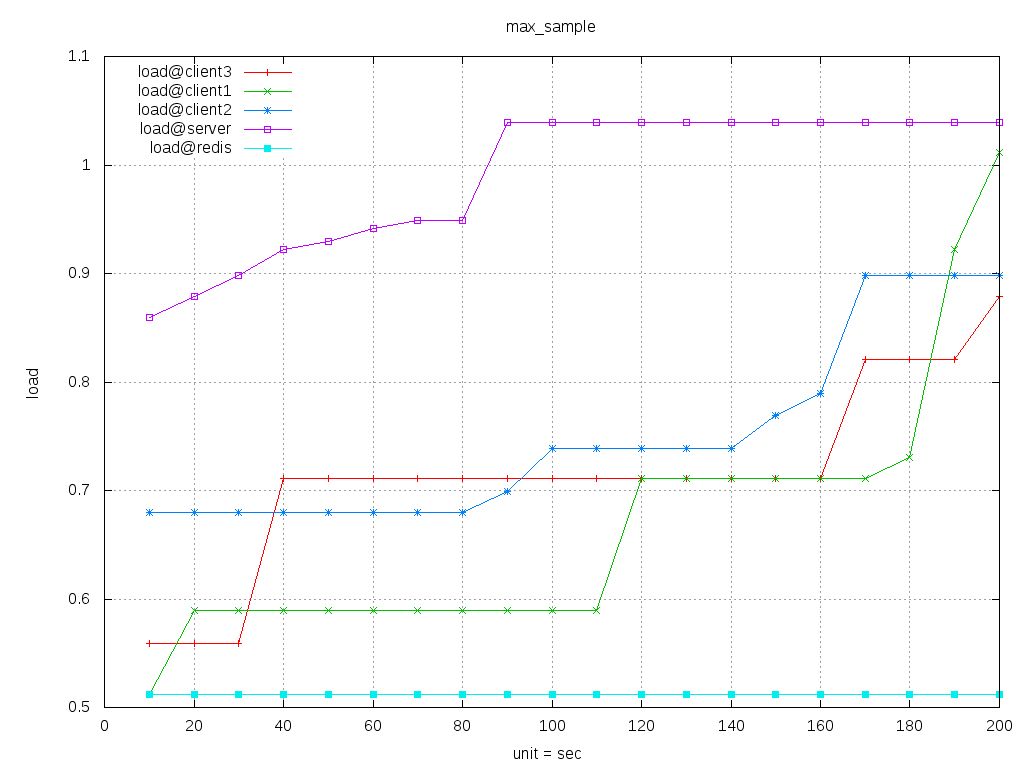 max_sample
1.1
1
0.9
0.8
0.7
0.6
0.5
load
load@client3
load@client1
load@client2
load@server
load@redis
0 20 40 60 80 100 120 140 160 180 200
unit = sec